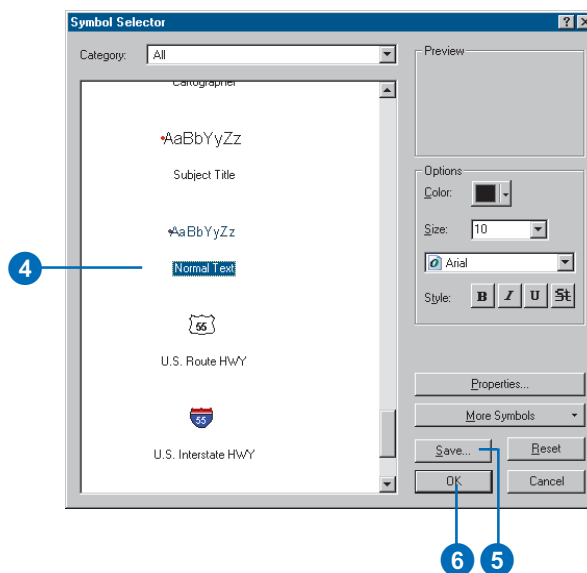 Symbol Selector
Category: All
Cartographer
AaBbYyZz
Subject Title
AaBbYyZz
Normal Text
55
U.S. Route HWY
55
U.S. Interstate HWY
Preview
Options
Color:
Size: 10
Arial
Style: B I U St
Properties...
More Symbols
Save... Reset
OK Cancel
4
6 5